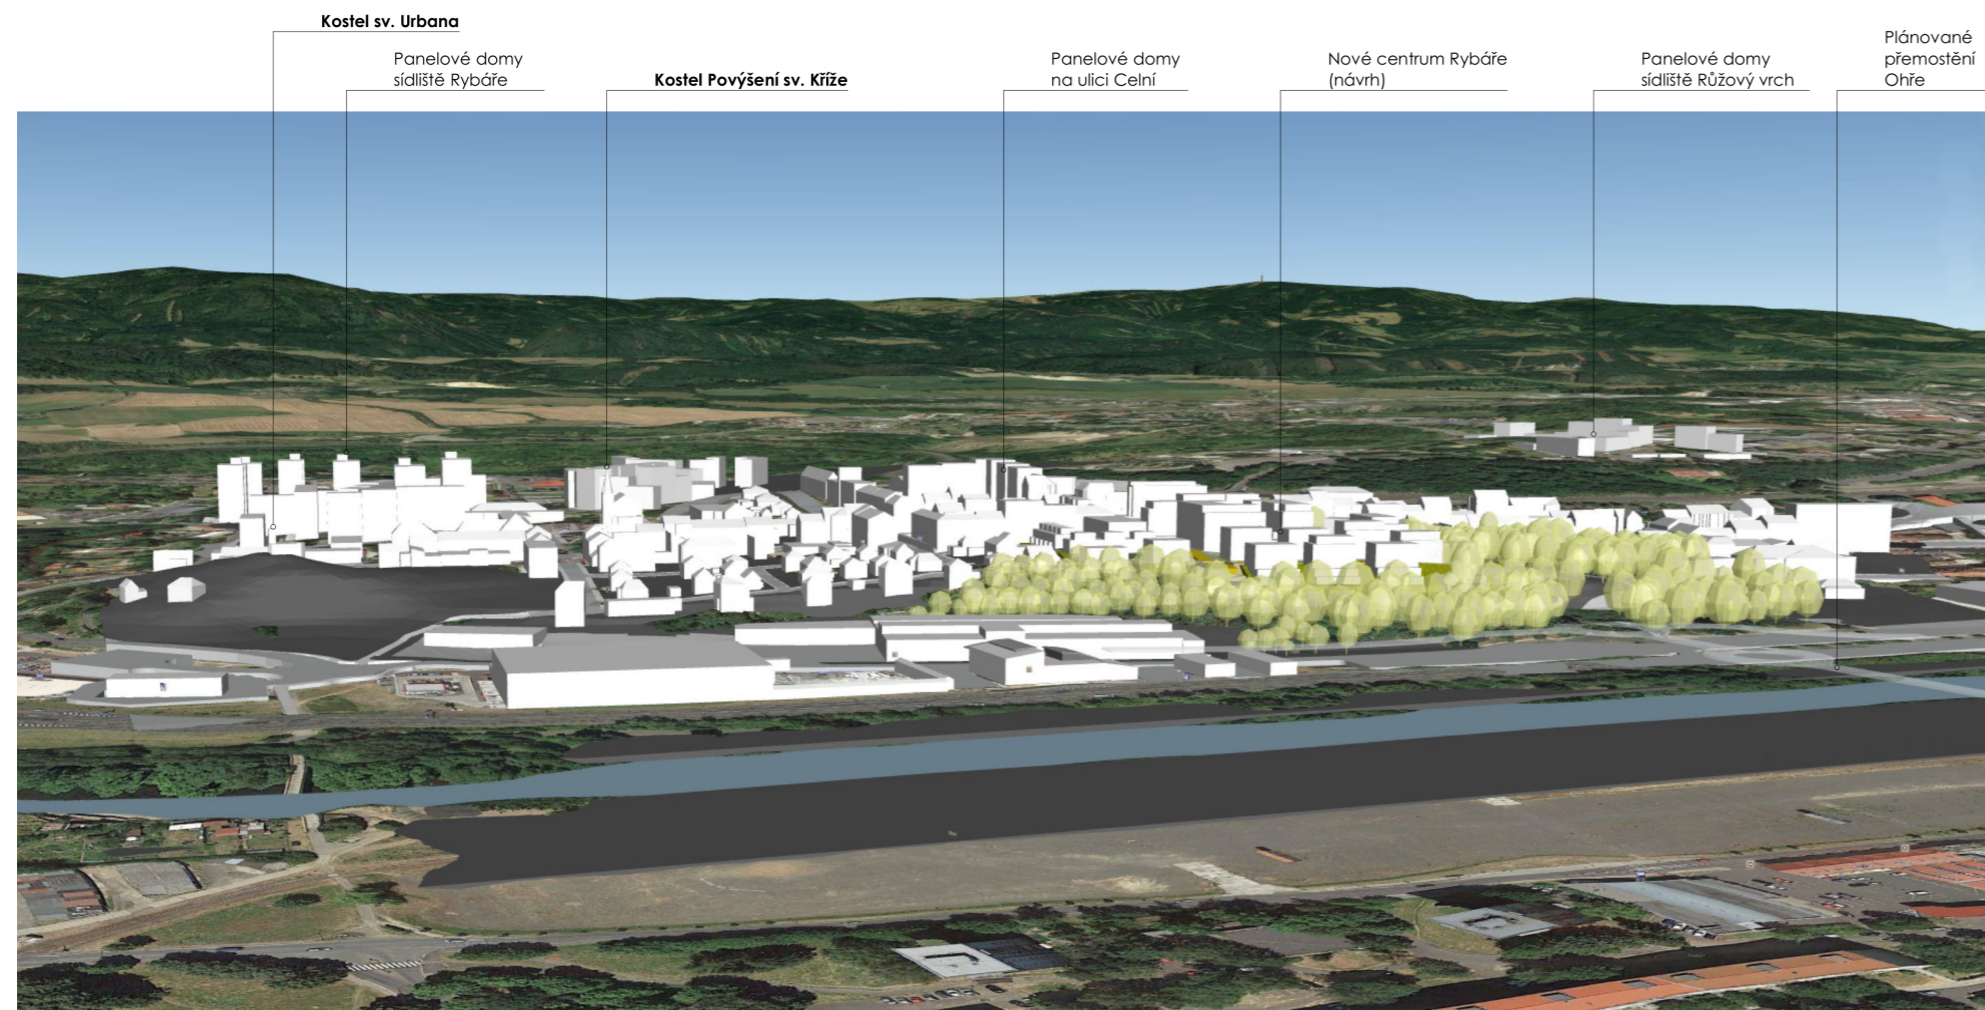 Kostel sv. Urbana
Panelové domy
sídliště Rybáře
Kostel Povýšení sv. Kříže
Panelové domy
na ulici Celní
Nové centrum Rybáře
(návrh)
Panelové domy
sídliště Růžový vrch
Plánované
přemostění
Ohře